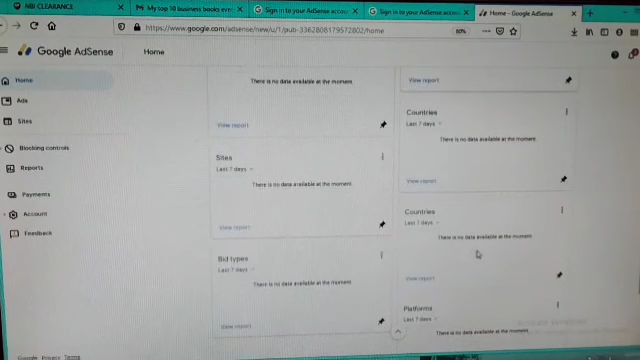 NBI CLEARANCE
My top 10 business books ever
Sign in to your AdSense accou
Sign in to your AdSense accou
Home - Google AdSense
https://www.google.com/adsense/new/u/1/pub-3362808179572802/home
80%
Google AdSense
Home
Home
Ads
Sites
Blocking controls
Reports
Payments
Account
Feedback
Google Privacy Terms
There is no data available at the moment.
View report
Sites
Last 7 days
There is no data available at the moment.
View report
Bid types
Last 7 days
There is no data available at the moment.
View report
View report
Countries
Last 7 days
There is no data available at the moment.
View report
Countries
Last 7 days
There is no data available at the moment.
View report
Platforms
Last 7 days
There is no data available at the moment.